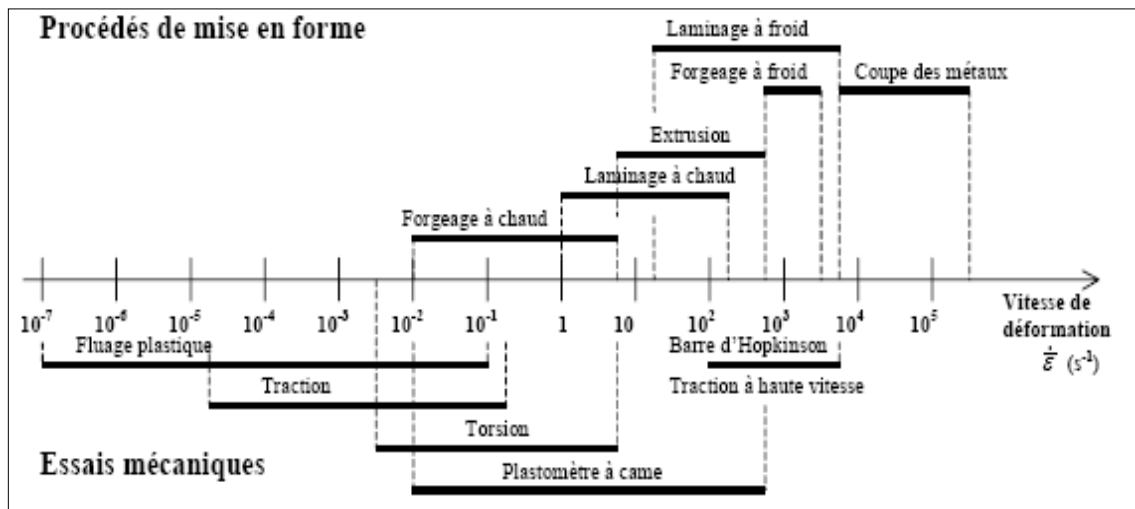 Procédés de mise en forme
Laminage à froid
Forgeage à froid
Coupe des métaux
Extrusion
Laminage à chaud
Forgeage à chaud
10⁻⁷ 10⁻⁶ 10⁻⁵ 10⁻⁴ 10⁻³ 10⁻² 10⁻¹ 1 10 10² 10³ 10⁴ 10⁵
Vitesse de
déformation
ε̇ (s⁻¹)
Fluage plastique
Barre d’Hopkinson
Traction
Traction à haute vitesse
Torsion
Essais mécaniques
Plastomètre à came